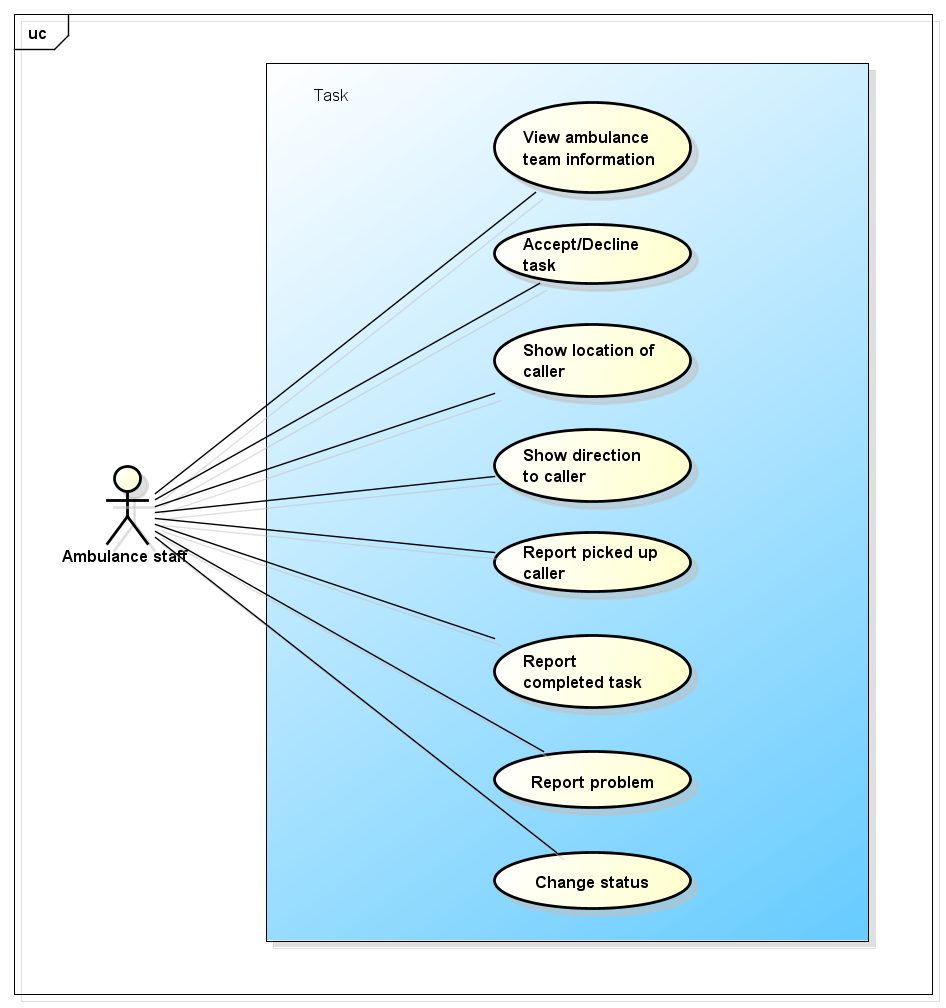 uc
Task
View ambulance
team information
Accept/Decline
task
Show location of
caller
Show direction
to caller
Report picked up
caller
Ambulance staff
Report
completed task
Report problem
Change status